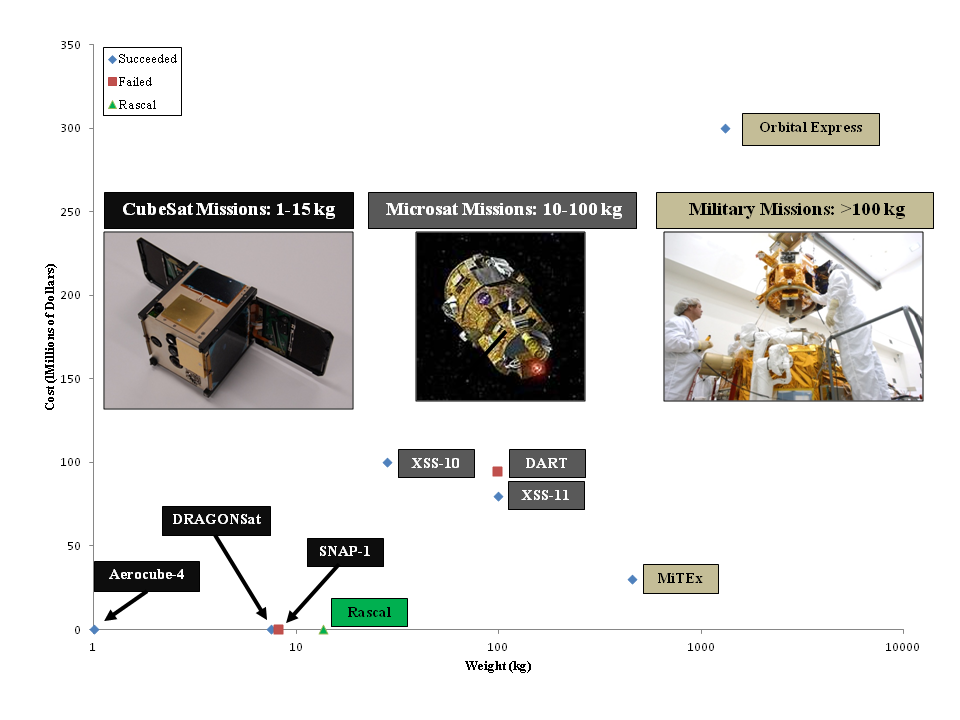 350
300
250
200
150
100
50
0
Cost (lMillions of Dollars)
Succeeded
Failed
Rascal
Orbital Express
CubeSat Missions: 1-15 kg
Microsat Missions: 10-100 kg
Military Missions: >100 kg
XSS-10
DART
XSS-11
DRAGONSat
SNAP-1
Aerocube-4
MiTEx
Rascal
1
10
100
1000
10000
Weight (kg)